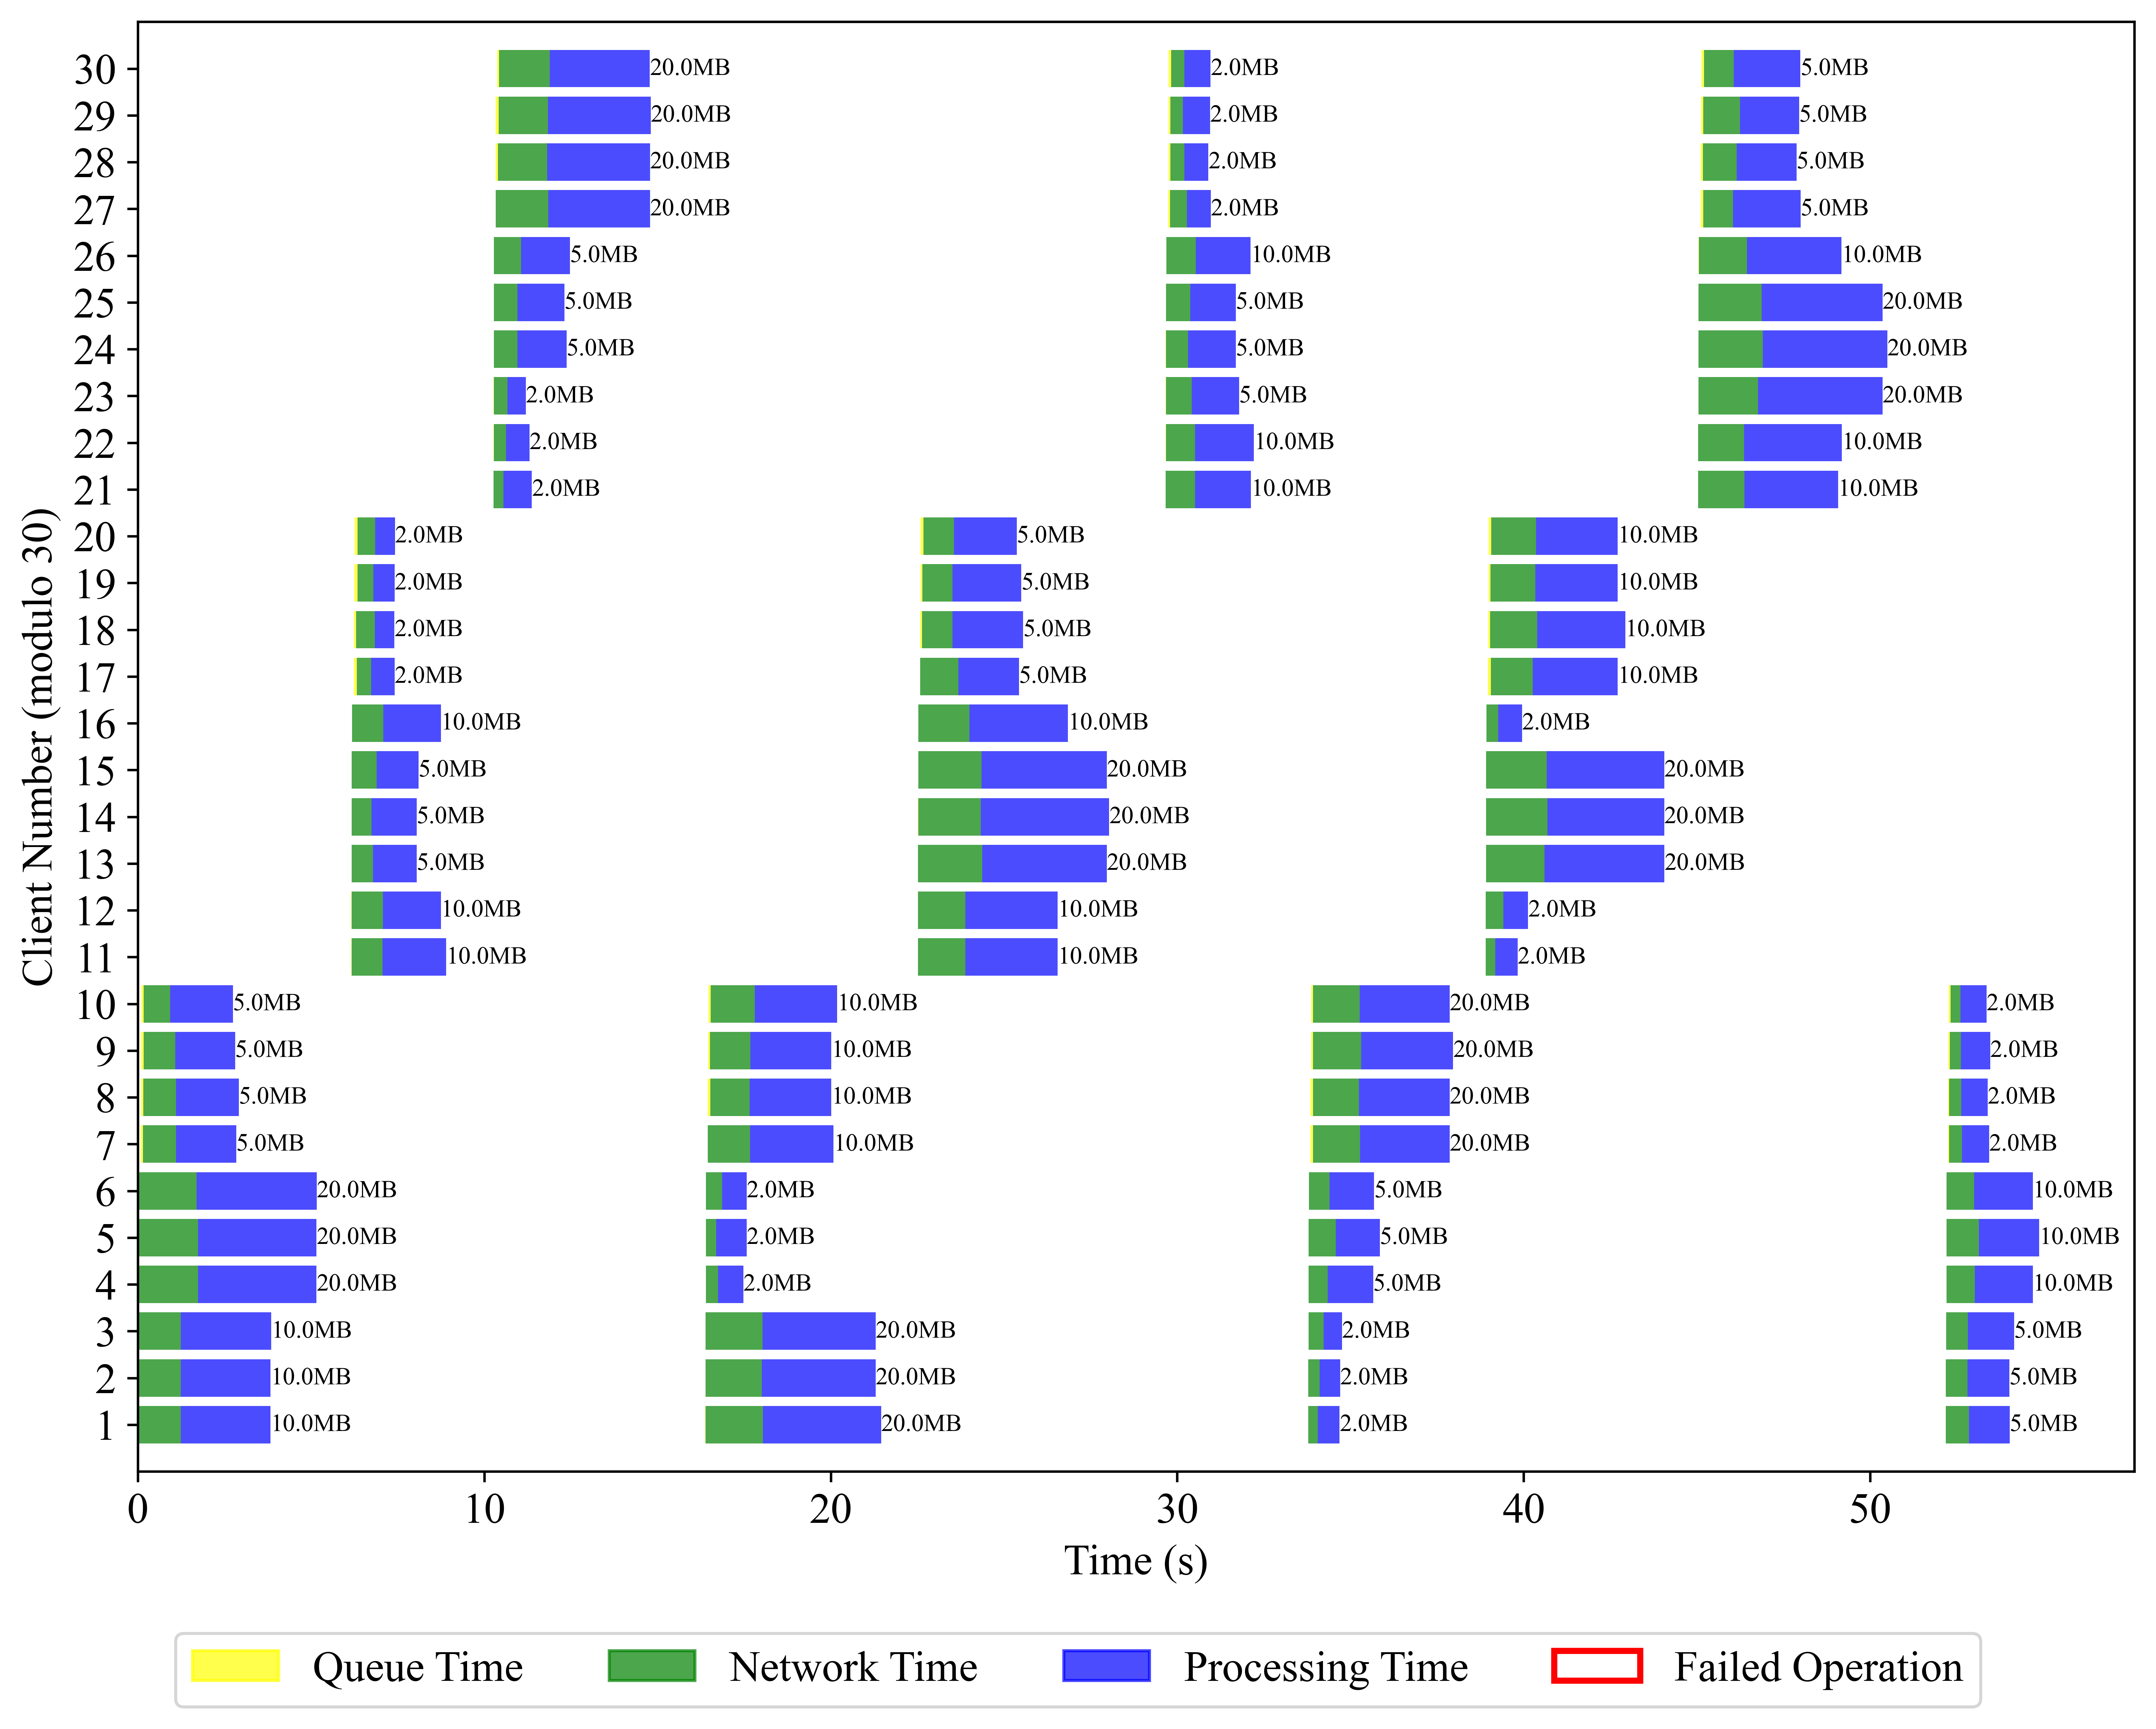 Client Number (modulo 30)
30 20.0MB 2.0MB 5.0MB
29 20.0MB 2.0MB 5.0MB
28 20.0MB 2.0MB 5.0MB
27 20.0MB 2.0MB 5.0MB
26 5.0MB 10.0MB 10.0MB
25 5.0MB 5.0MB 20.0MB
24 5.0MB 5.0MB 20.0MB
23 2.0MB 5.0MB 20.0MB
22 2.0MB 10.0MB 10.0MB
21 2.0MB 10.0MB 10.0MB
20 2.0MB 5.0MB 10.0MB
19 2.0MB 5.0MB 10.0MB
18 2.0MB 5.0MB 10.0MB
17 2.0MB 5.0MB 10.0MB
16 10.0MB 10.0MB 2.0MB
15 5.0MB 20.0MB 20.0MB
14 5.0MB 20.0MB 20.0MB
13 5.0MB 20.0MB 20.0MB
12 10.0MB 10.0MB 2.0MB
11 10.0MB 10.0MB 2.0MB
10 5.0MB 10.0MB 20.0MB 2.0MB
9 5.0MB 10.0MB 20.0MB 2.0MB
8 5.0MB 10.0MB 20.0MB 2.0MB
7 5.0MB 10.0MB 20.0MB 2.0MB
6 20.0MB 2.0MB 5.0MB 10.0MB
5 20.0MB 2.0MB 5.0MB 10.0MB
4 20.0MB 2.0MB 5.0MB 10.0MB
3 10.0MB 20.0MB 2.0MB 5.0MB
2 10.0MB 20.0MB 2.0MB 5.0MB
1 10.0MB 20.0MB 2.0MB 5.0MB
0 10 20 30 40 50
Time (s)
Queue Time Network Time Processing Time Failed Operation